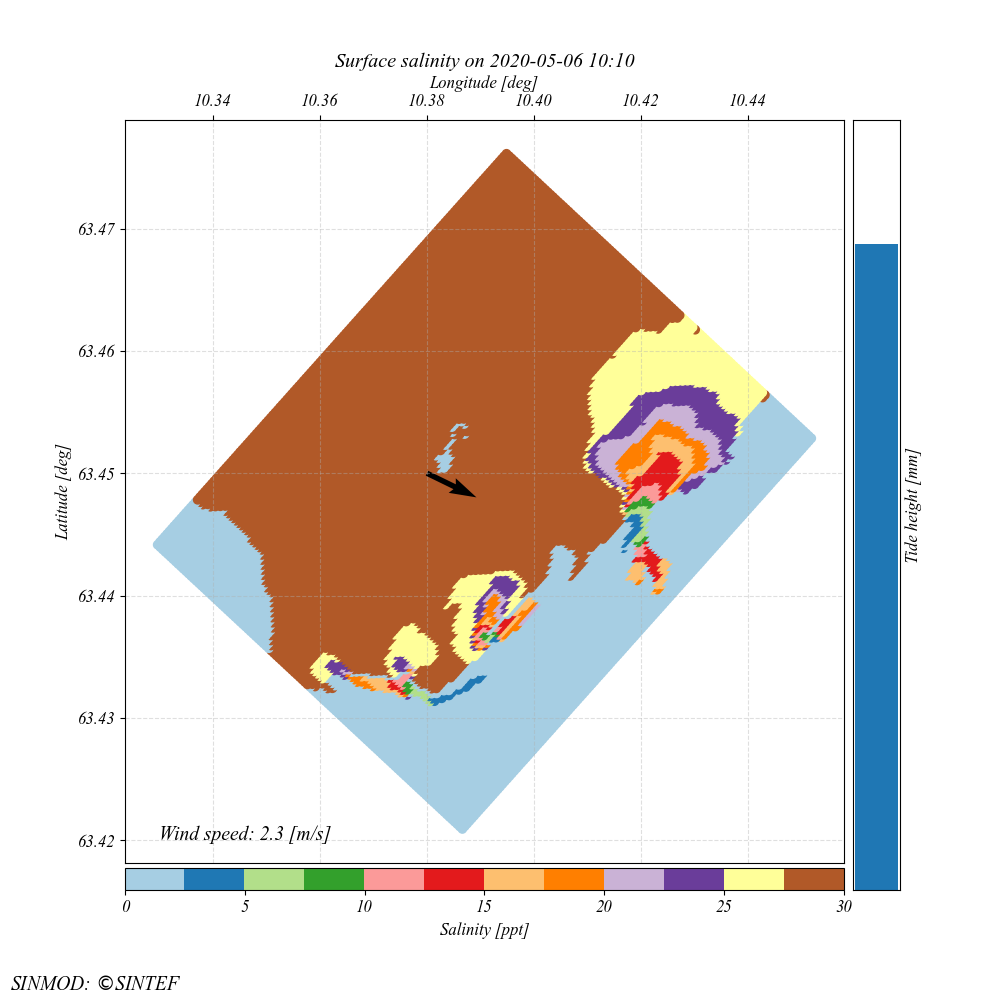 Surface salinity on 2020-05-06 10:10
Longitude [deg]
10.34 10.36 10.38 10.40 10.42 10.44
63.47
63.46
63.45
63.44
63.43
63.42
Latitude [deg]
Tide height [mm]
Wind speed: 2.3 [m/s]
0 5 10 15 20 25 30
Salinity [ppt]
SINMOD: ©SINTEF